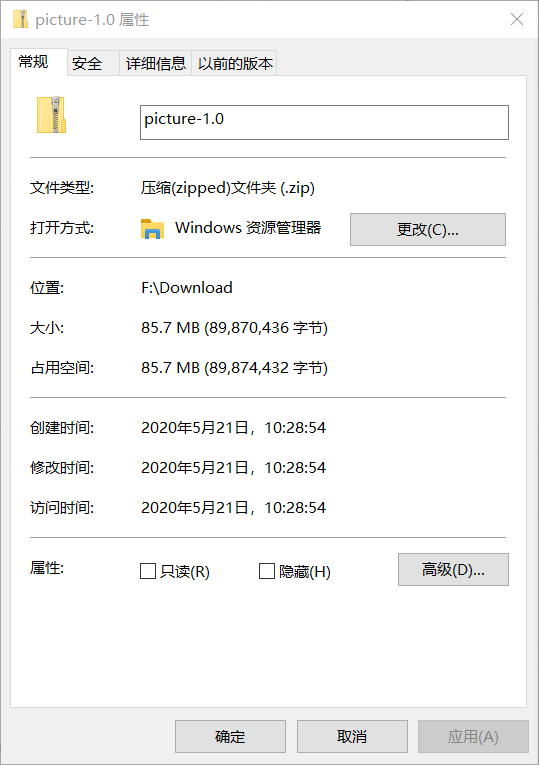 picture-1.0 属性
常规 安全 详细信息 以前的版本
picture-1.0
文件类型: 压缩(zipped)文件夹 (.zip)
打开方式: Windows 资源管理器 更改(C)...
位置: F:\Download
大小: 85.7 MB (89,870,436 字节)
占用空间: 85.7 MB (89,874,432 字节)
创建时间: 2020年5月21日，10:28:54
修改时间: 2020年5月21日，10:28:54
访问时间: 2020年5月21日，10:28:54
属性: 只读(R) 隐藏(H) 高级(D)...
确定 取消 应用(A)